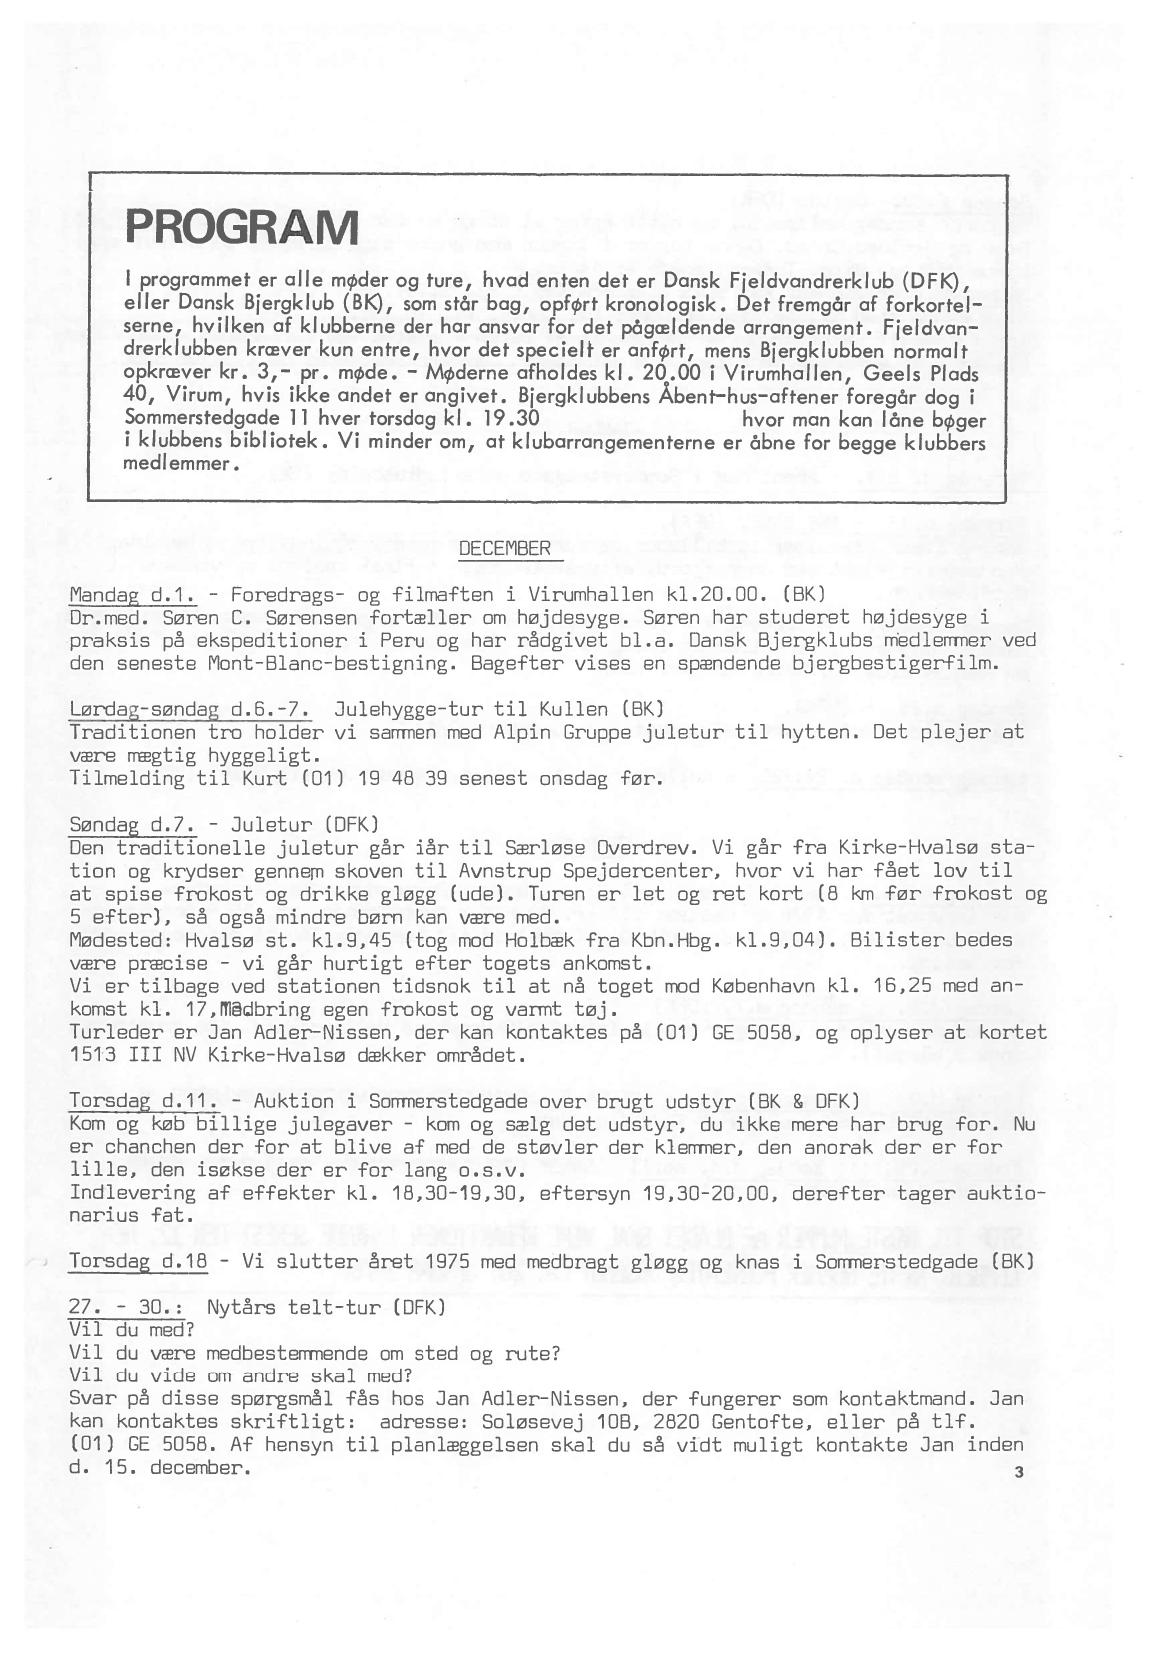 PROGRAM
I programmet er alle møder og ture, hvad enten det er Dansk Fjeldvandrerklub (DFK),
eller Dansk Bjergklub (BK), som står bag, opført kronologisk. Det fremgår af forkortel-
serne, hvilken af klubberne der har ansvar for det pågældende arrangement. Fjeldvan-
drerklubben kræver kun entre, hvor det specielt er anført, mens Bjergklubben normalt
opkræver kr. 3,- pr. møde. - Møderne afholdes kl. 20.00 i Virumhallen, Geels Plads
40, Virum, hvis ikke andet er angivet. Bjergklubbens Åbent-hus-aftener foregår dog i
Sommerstedgade 11 hver torsdag kl. 19.30 hvor man kan låne bøger
i klubbens bibliotek. Vi minder om, at klubarrangementerne er åbne for begge klubbers
medlemmer.
DECEMBER
Mandag d.1. - Foredrags- og filmaften i Virumhallen kl.20.00. (BK)
Dr.med. Søren C. Sørensen fortæller om højdesyge. Søren har studeret højdesyge i
praksis på ekspeditioner i Peru og har rådgivet bl.a. Dansk Bjergklubs medlemmer ved
den seneste Mont-Blanc-bestigning. Bagefter vises en spændende bjergbestigerfilm.
Lørdag-søndag d.6.-7. Julehygge-tur til Kullen (BK)
Traditionen tro holder vi sammen med Alpin Gruppe juletur til hytten. Det plejer at
være mægtig hyggeligt.
Tilmelding til Kurt (01) 19 48 39 senest onsdag før.
Søndag d.7. - Juletur (DFK)
Den traditionelle juletur går iår til Særløse Overdrev. Vi går fra Kirke-Hvalsø sta-
tion og krydser gennem skoven til Avnstrup Spejdercenter, hvor vi har fået lov til
at spise frokost og drikke gløgg (ude). Turen er let og ret kort (8 km før frokost og
5 efter), så også mindre børn kan være med.
Mødested: Hvalsø st. kl.9,45 (tog mod Holbæk fra Kbn.Hbg. kl.9,04). Bilister bedes
være præcise - vi går hurtigt efter togets ankomst.
Vi er tilbage ved stationen tidsnok til at nå toget mod København kl. 16,25 med an-
komst kl. 17, Medbring egen frokost og varmt tøj.
Turleder er Jan Adler-Nissen, der kan kontaktes på (01) GE 5058, og oplyser at kortet
1513 III NV Kirke-Hvalsø dækker området.
Torsdag d.11. - Auktion i Sommerstedgade over brugt udstyr (BK & DFK)
Kom og køb billige julegaver - kom og sælg det udstyr, du ikke mere har brug for. Nu
er chanchen der for at blive af med de støvler der klemmer, den anorak der er for
lille, den isøkse der er for lang o.s.v.
Indlevering af effekter kl. 18,30-19,30, eftersyn 19,30-20,00, derefter tager auktio-
narius fat.
Torsdag d.18 - Vi slutter året 1975 med medbragt gløgg og knas i Sommerstedgade (BK)
27. - 30.: Nytårs telt-tur (DFK)
Vil du med?
Vil du være medbestemmende om sted og rute?
Vil du vide om andre skal med?
Svar på disse spørgsmål fås hos Jan Adler-Nissen, der fungerer som kontaktmand. Jan
kan kontaktes skriftligt: adresse: Soløsevej 10B, 2820 Gentofte, eller på tlf.
(01) GE 5058. Af hensyn til planlæggelsen skal du så vidt muligt kontakte Jan inden
d. 15. december.
3